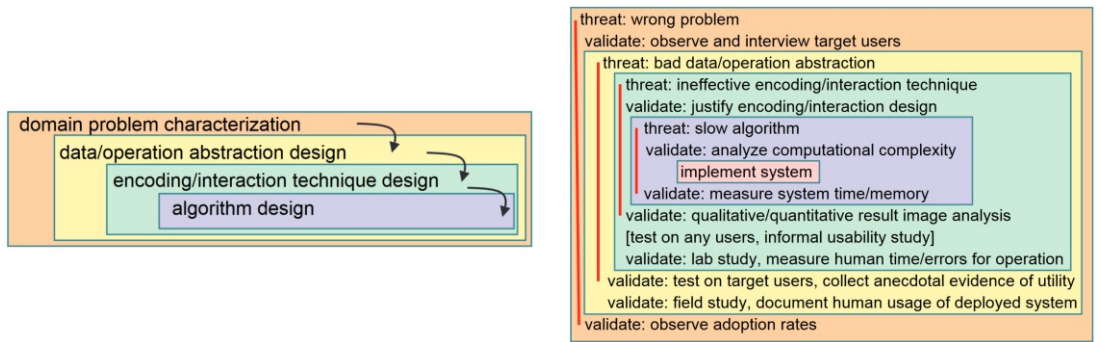 domain problem characterization
data/operation abstraction design
encoding/interaction technique design
algorithm design
threat: wrong problem
validate: observe and interview target users
threat: bad data/operation abstraction
threat: ineffective encoding/interaction technique
validate: justify encoding/interaction design
threat: slow algorithm
validate: analyze computational complexity
implement system
validate: measure system time/memory
validate: qualitative/quantitative result image analysis
[test on any users, informal usability study]
validate: lab study, measure human time/errors for operation
validate: test on target users, collect anecdotal evidence of utility
validate: field study, document human usage of deployed system
validate: observe adoption rates